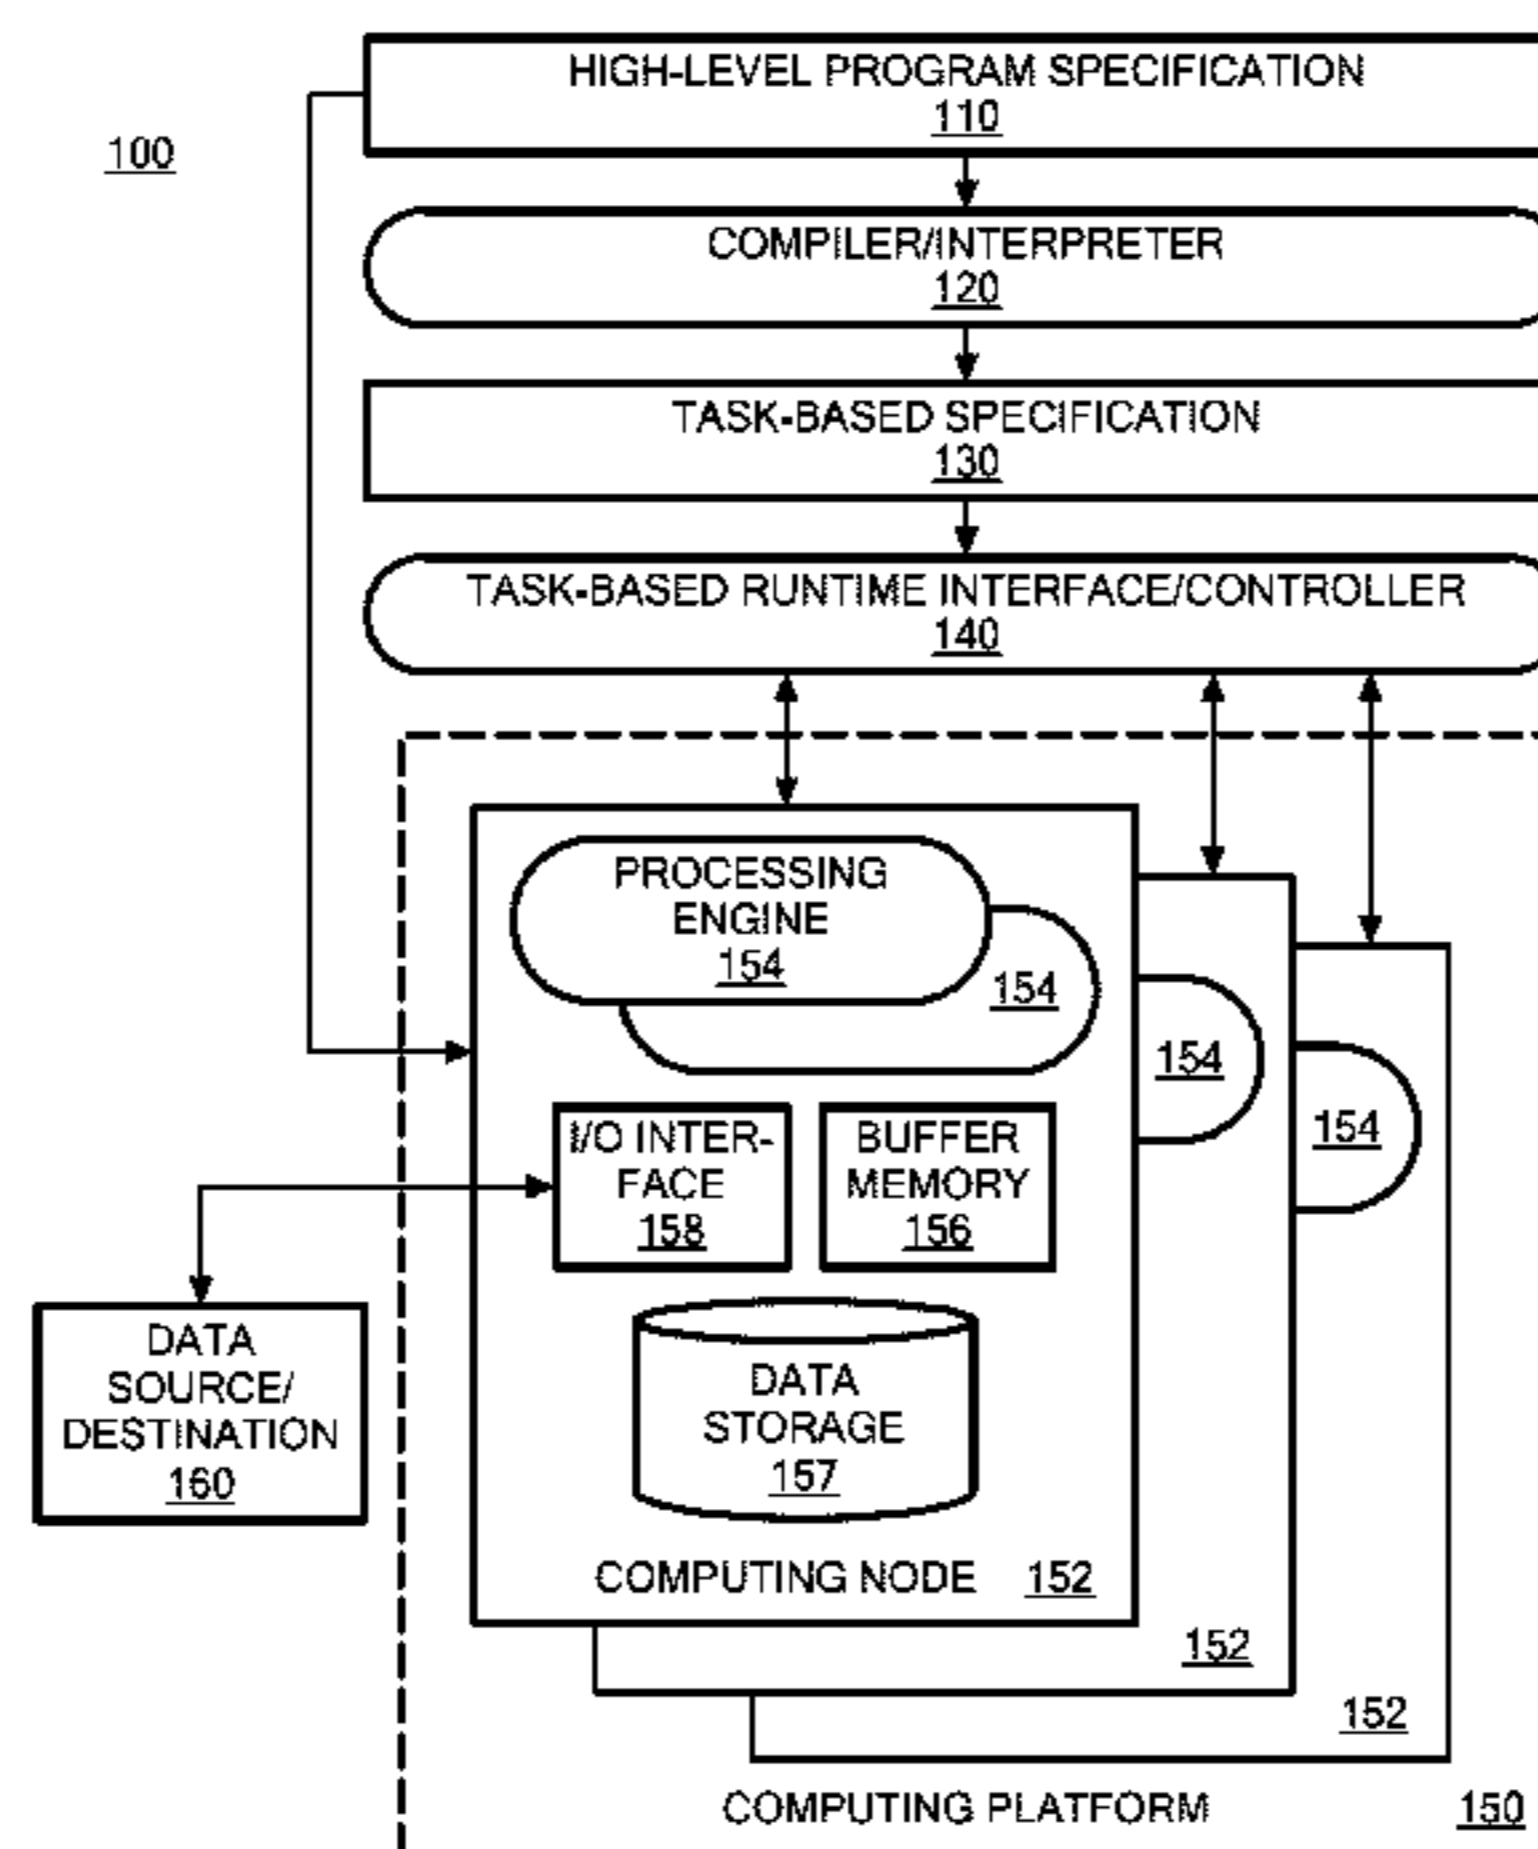 HIGH-LEVEL PROGRAM SPECIFICATION
110
100
COMPILER/INTERPRETER
120
TASK-BASED SPECIFICATION
130
TASK-BASED RUNTIME INTERFACE/CONTROLLER
140
PROCESSING
ENGINE
154
154
154
154
I/O INTER-
FACE
158
BUFFER
MEMORY
156
DATA
SOURCE/
DESTINATION
160
DATA
STORAGE
157
COMPUTING NODE 152
152
152
COMPUTING PLATFORM 150